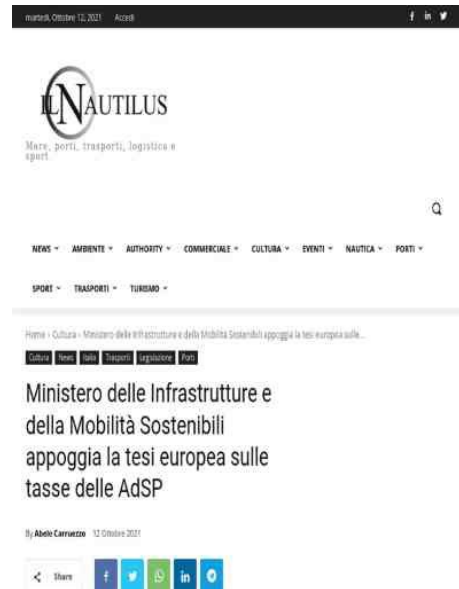 martedì, Ottobre 12, 2021 Accedi
IL NAUTILUS
Mare, porti, trasporti, logistica e
sport
NEWS AMBIENTE AUTHORITY COMMERCIALE CULTURA EVENTI NAUTICA PORTI
SPORT TRASPORTI TURISMO
Home › Cultura › Ministero delle Infrastrutture e della Mobilità Sostenibili appoggia la tesi europea sulle...
Cultura News Italia Trasporti Legislazione Porti
Ministero delle Infrastrutture e
della Mobilità Sostenibili
appoggia la tesi europea sulle
tasse delle AdSP
By Abele Carruezzo 12 Ottobre 2021
Share